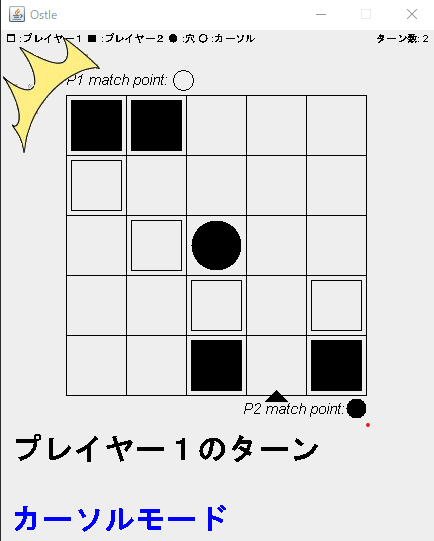 Ostle
□ :プレイヤー1 ■ :プレイヤー2 ● :穴 〇 :カーソル
ターン数: 2
P1 match point:
P2 match point:
プレイヤー1のターン
カーソルモード